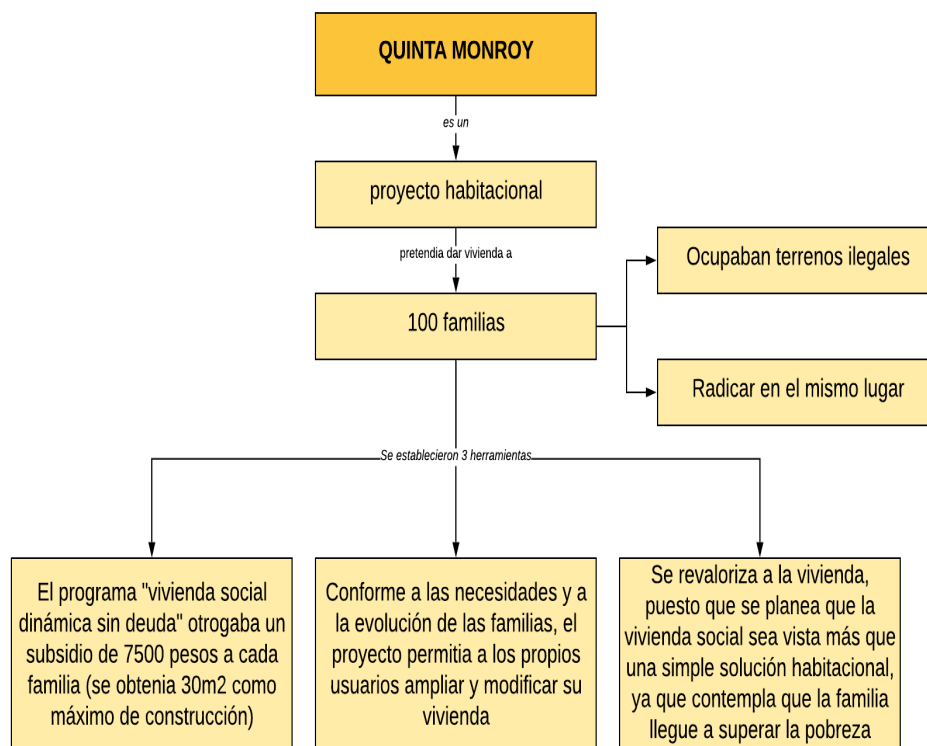 QUINTA MONROY
es un
proyecto habitacional
pretendia dar vivienda a
100 familias
Ocupaban terrenos ilegales
Radicar en el mismo lugar
Se establecieron 3 herramientas
El programa "vivienda social
dinámica sin deuda" otrogaba un
subsidio de 7500 pesos a cada
familia (se obtenia 30m2 como
máximo de construcción)
Conforme a las necesidades y a
la evolución de las familias, el
proyecto permitia a los propios
usuarios ampliar y modificar su
vivienda
Se revaloriza a la vivienda,
puesto que se planea que la
vivienda social sea vista más que
una simple solución habitacional,
ya que contempla que la familia
llegue a superar la pobreza